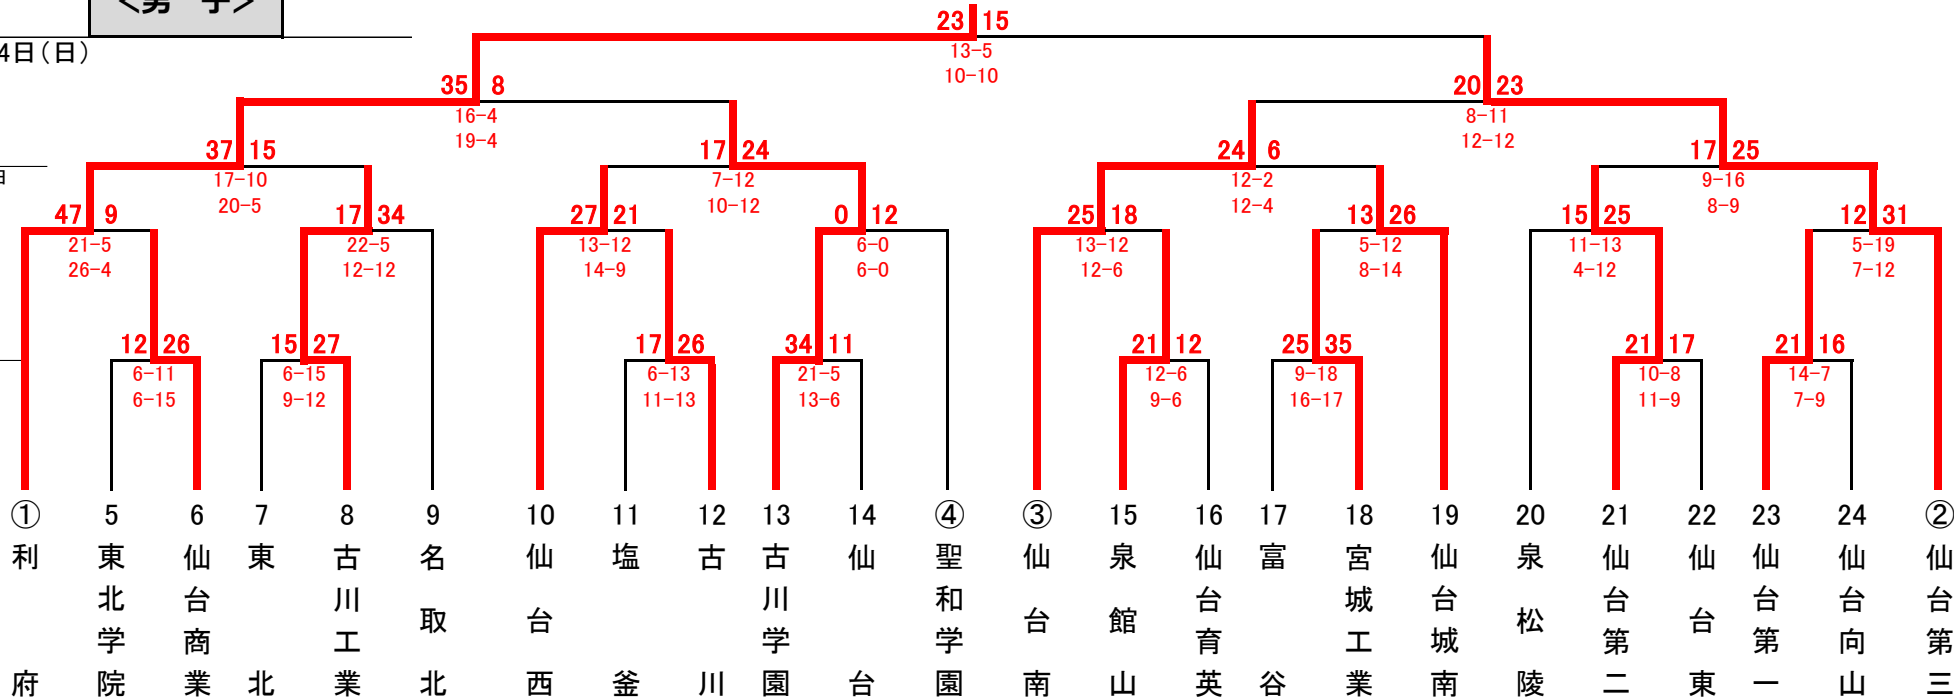 ＜男　子＞
4日（日）
23 15
13-5
10-10
35 8
16-4
19-4
20 23
8-11
12-12
37 15
17-10
20-5
17 24
7-12
10-12
24 6
12-2
12-4
17 25
9-16
8-9
47 9
21-5
26-4
17 34
22-5
12-12
27 21
13-12
14-9
0 12
6-0
6-0
25 18
13-12
12-6
13 26
5-12
8-14
15 25
11-13
4-12
12 31
5-19
7-12
12 26
6-11
6-15
15 27
6-15
9-12
17 26
6-13
11-13
34 11
21-5
13-6
21 12
12-6
9-6
25 35
9-18
16-17
21 17
10-8
11-9
21 16
14-7
7-9
① 利府
5 東北学院
6 仙台商業
7 東北
8 古川工業
9 名取北
10 仙台西
11 塩釜
12 古川
13 古川学園
14 仙台
④ 聖和学園
③ 仙台南
15 泉館山
16 仙台育英
17 富谷
18 宮城工業
19 仙台城南
20 泉松陵
21 仙台第二
22 仙台東
23 仙台第一
24 仙台向山
② 仙台第三